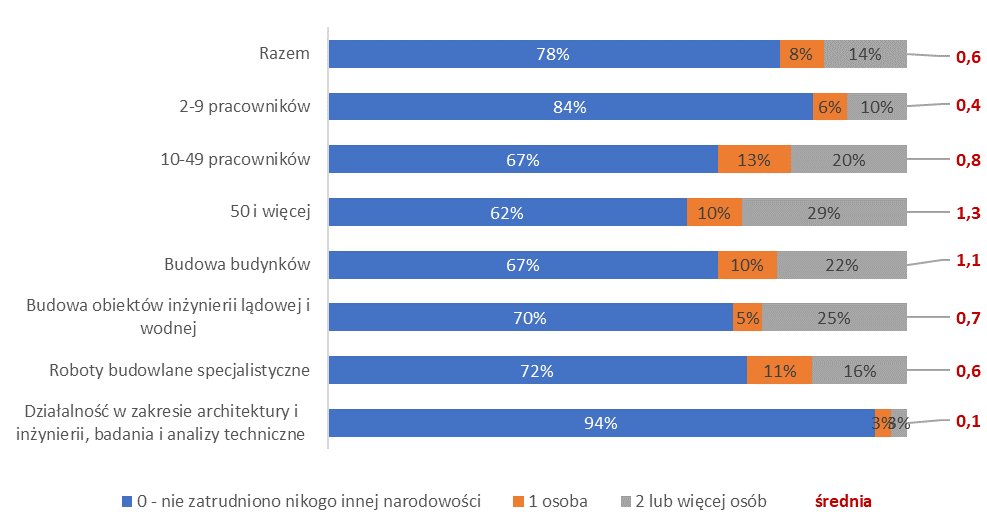 Razem 78% 8% 14% 0,6
2-9 pracowników 84% 6% 10% 0,4
10-49 pracowników 67% 13% 20% 0,8
50 i więcej 62% 10% 29% 1,3
Budowa budynków 67% 10% 22% 1,1
Budowa obiektów inżynierii lądowej i
wodnej 70% 5% 25% 0,7
Roboty budowlane specjalistyczne 72% 11% 16% 0,6
Działalność w zakresie architektury i
inżynierii, badania i analizy techniczne 94% 3% 3% 0,1
0 - nie zatrudniono nikogo innej narodowości 1 osoba 2 lub więcej osób średnia